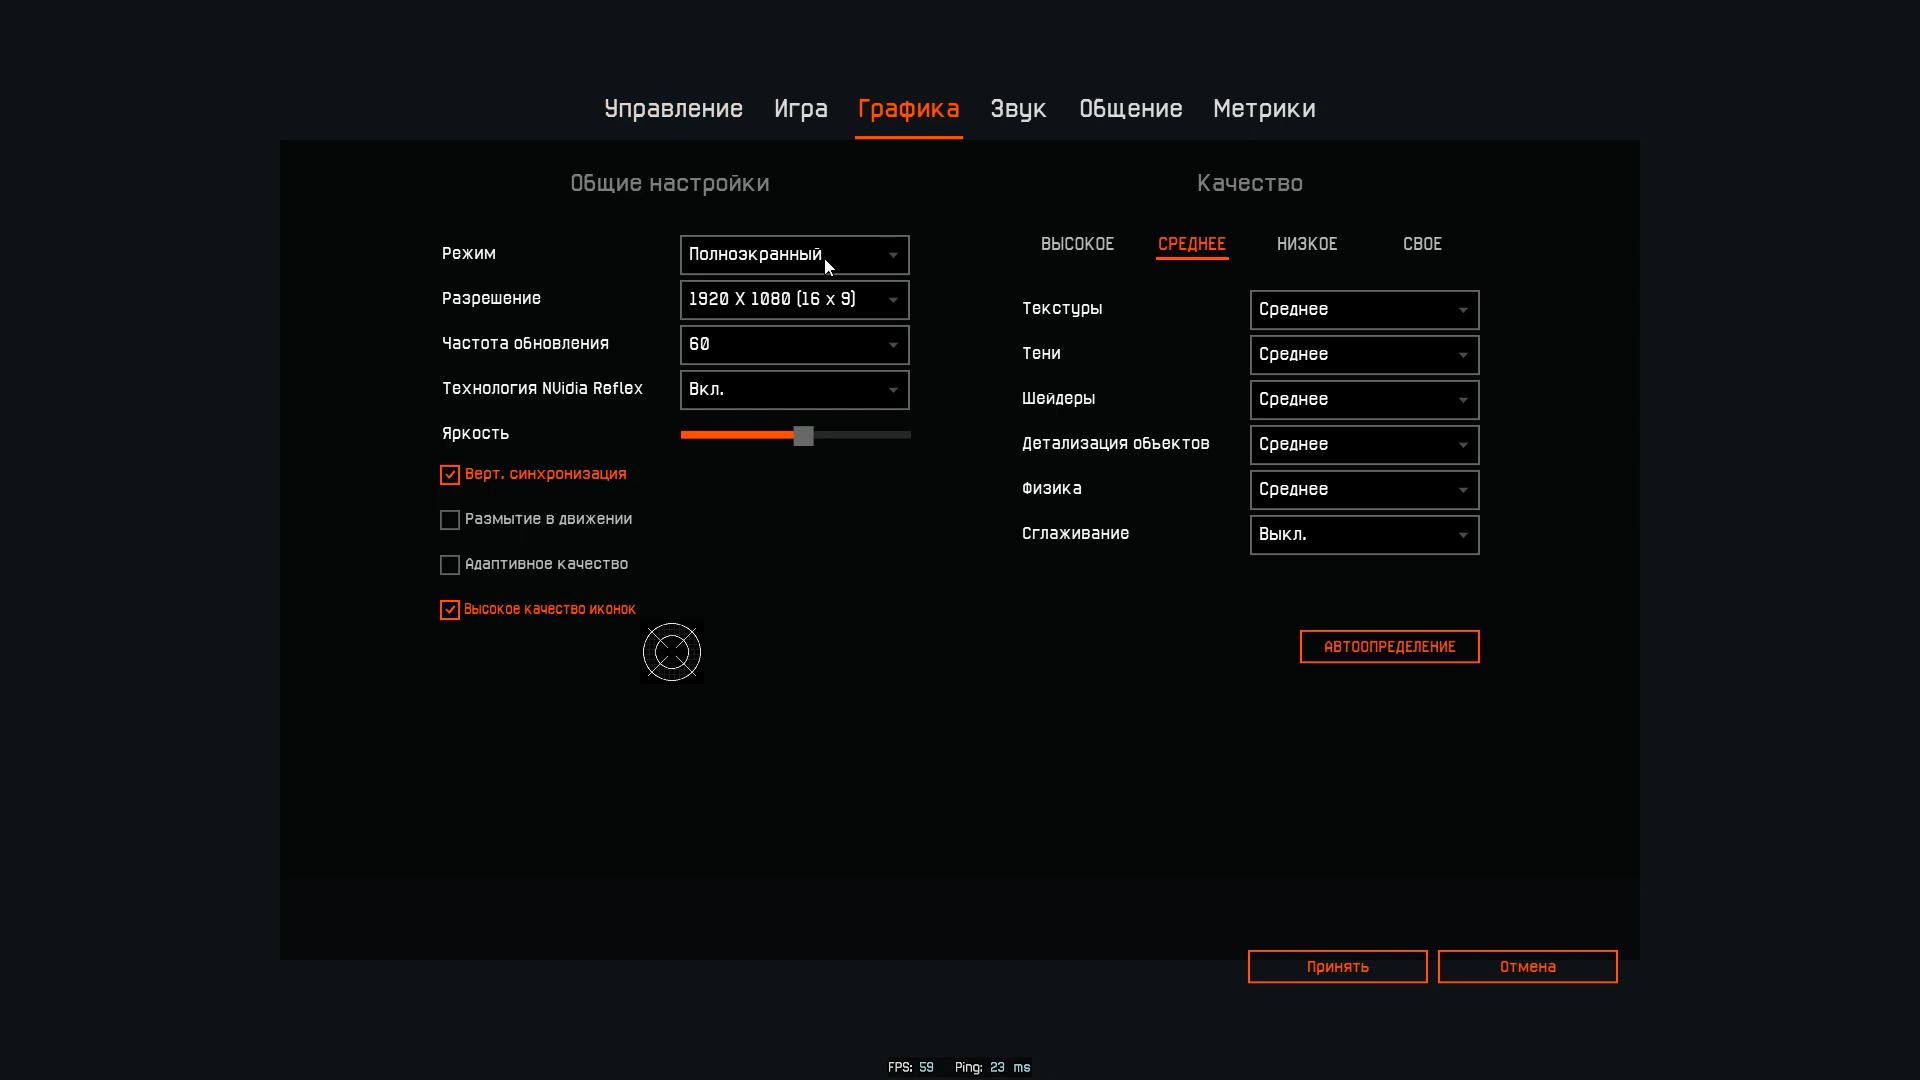 Управление Игра Графика Звук Общение Метрики
Общие настройки
Режим Полноэкранный
Разрешение 1920 X 1080 (16 x 9)
Частота обновления 60
Технология NVidia Reflex Вкл.
Яркость
Верт. синхронизация
Размытие в движении
Адаптивное качество
Высокое качество иконок
Качество
ВЫСОКОЕ СРЕДНЕЕ НИЗКОЕ СВОЕ
Текстуры Среднее
Тени Среднее
Шейдеры Среднее
Детализация объектов Среднее
Физика Среднее
Сглаживание Выкл.
АВТООПРЕДЕЛЕНИЕ
Принять Отмена
FPS: 59 Ping: 23 ms